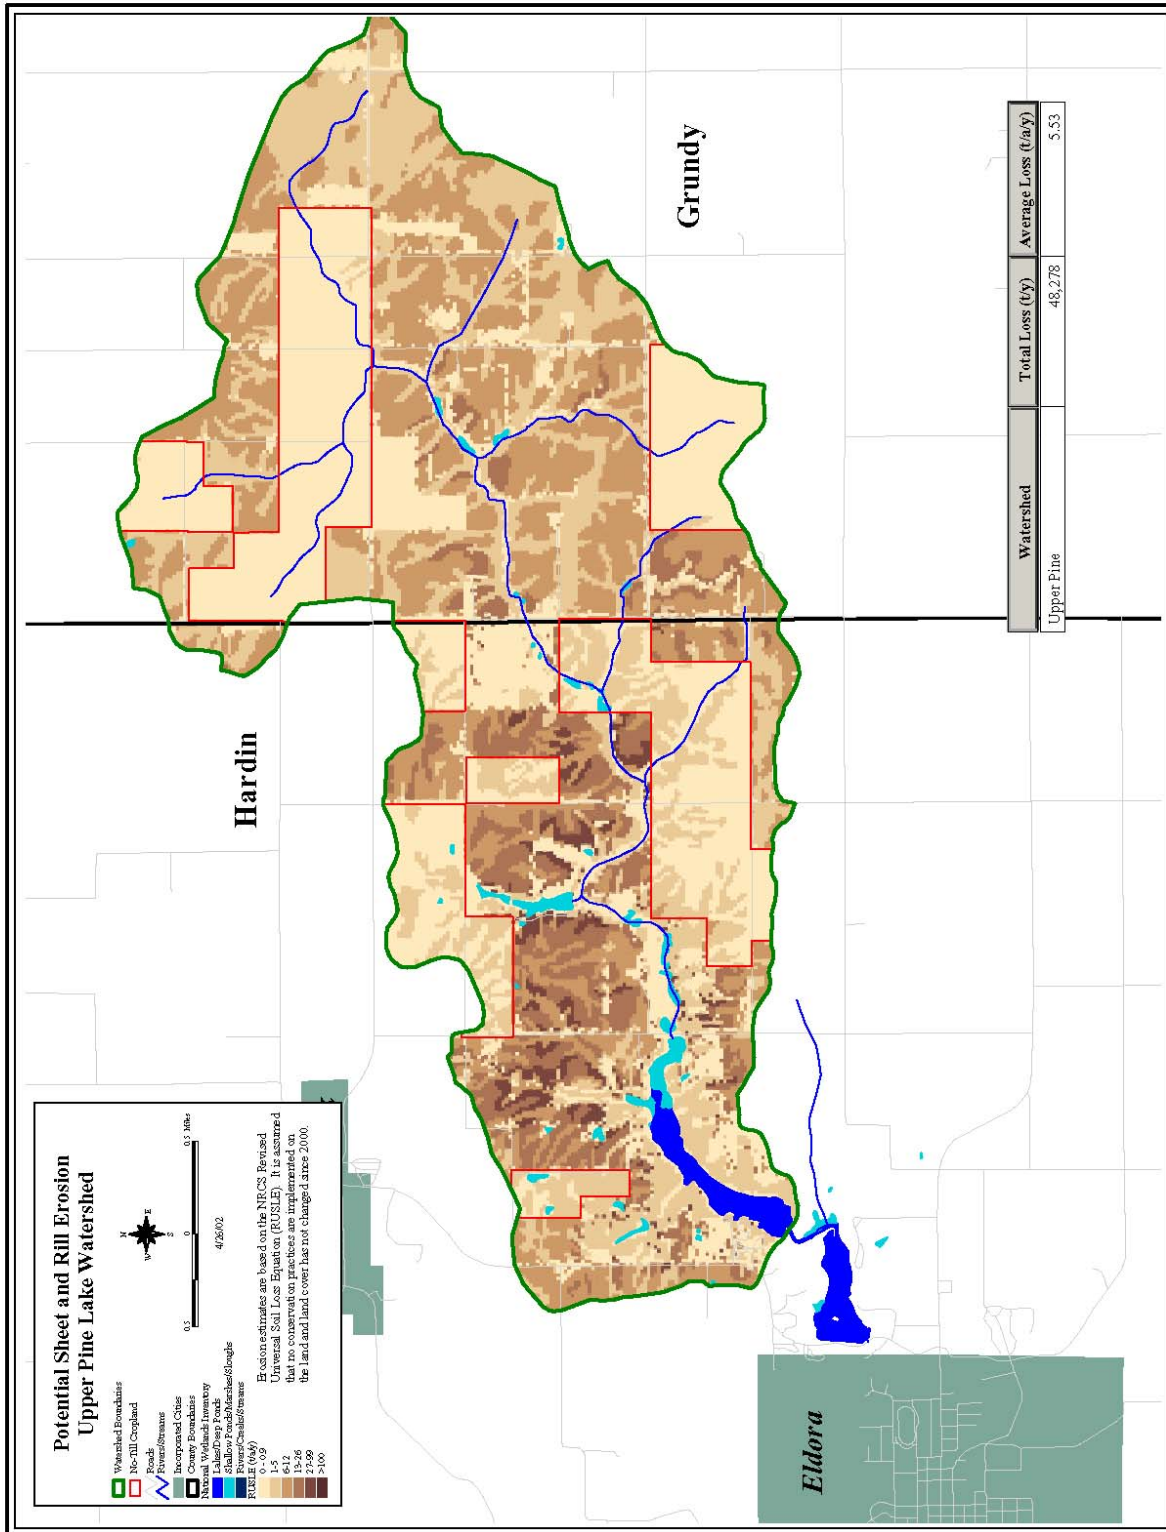 Potential Sheet and Rill Erosion
Upper Pine Lake Watershed
N
W
E
S
0.5
0
0.5 Miles
4/26/02
Watershed Boundaries
No-Till Cropland
Roads
Rivers/Streams
Incorporated Cities
County Boundaries
National Wetlands Inventory
Lakes/Deep Ponds
Shallow Ponds/Marshes/Sloughs
Rivers/Creeks/Streams
RUSLE (t/a/y)
0 - 0.9
1-5
6-12
13-26
27-99
>100
Erosion estimates are based on the NRCS Revised
Universal Soil Loss Equation (RUSLE). It is assumed
that no conservation practices are implemented on
the land and land cover has not changed since 2000.
Hardin
Grundy
Eldora
Watershed Total Loss (t/y) Average Loss (t/a/y)
Upper Pine 48,278 5.53